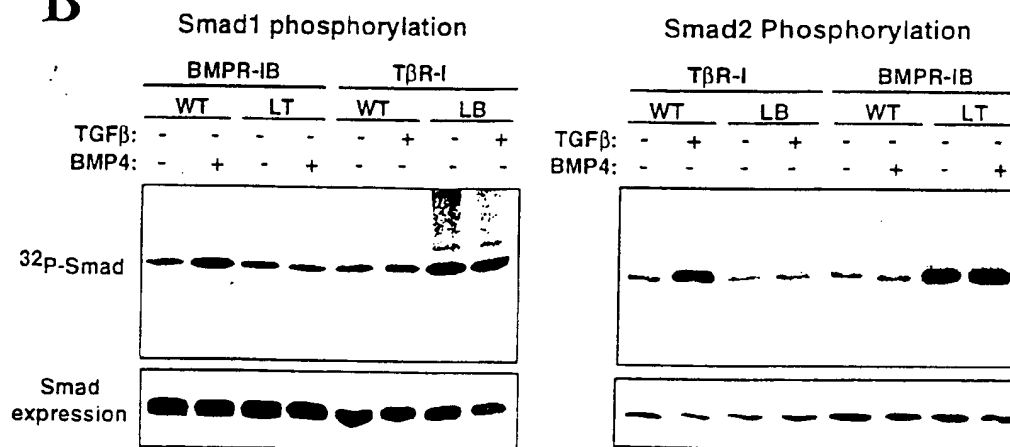 B
Smad1 phosphorylation Smad2 Phosphorylation
BMPR-IB TβR-I TβR-I BMPR-IB
WT LT WT LB WT LB WT LT
TGFβ: - - - - - + - + TGFβ: - + - + - - - -
BMP4: - + - + - - - - BMP4: - - - - - + - +
32P-Smad
Smad
expression